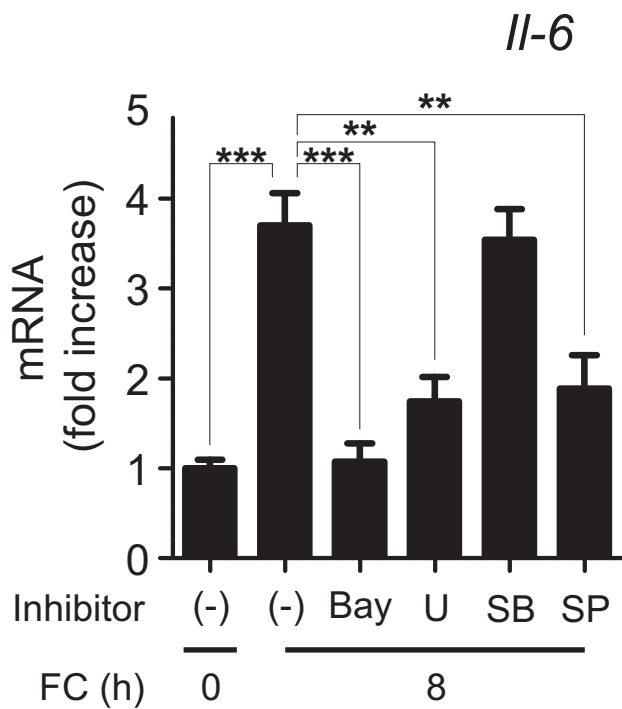 Il-6
mRNA
(fold increase)
5
4
3
2
1
0
**
**
*** ***
Inhibitor (-) (-) Bay U SB SP
FC (h) 0 8